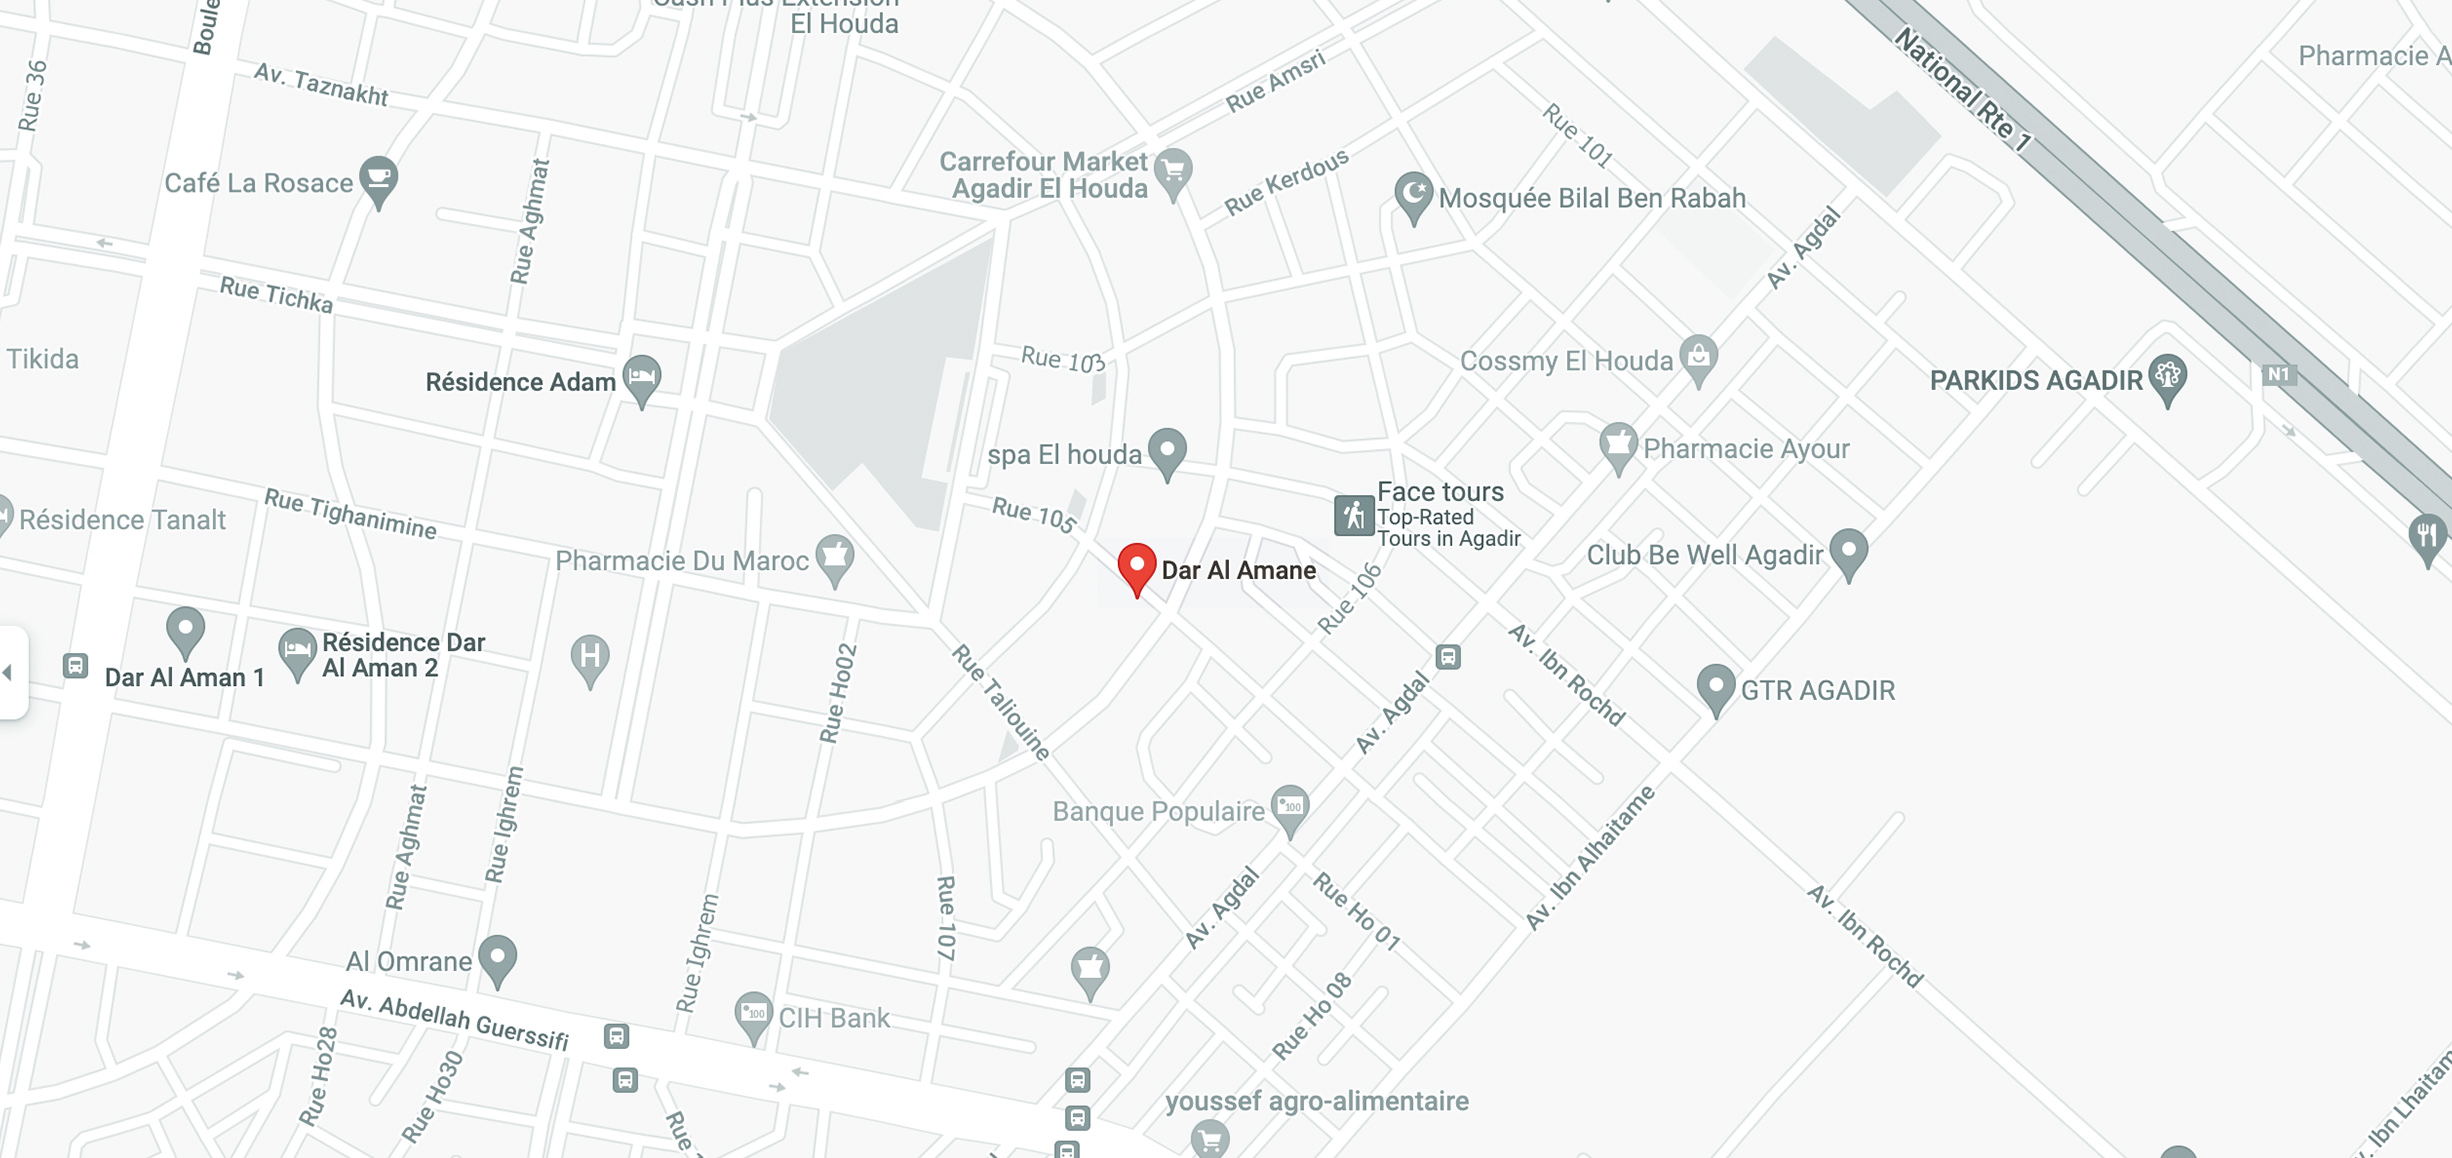 Cash Plus Extension
El Houda
Boule
Rue 36
Av. Taznakht
Rue Amsri
National Rte 1
Pharmacie A
Rue 101
Café La Rosace
Rue Aghmat
Carrefour Market
Agadir El Houda
Rue Kerdous
Mosquée Bilal Ben Rabah
Av. Agdal
Rue Tichka
Tikida
Résidence Adam
Rue 103
Cossmy El Houda
PARKIDS AGADIR
N1
spa El houda
Pharmacie Ayour
Résidence Tanalt
Rue Tighanimine
Rue 105
Face tours
Top-Rated
Tours in Agadir
Pharmacie Du Maroc
Dar Al Amane
Rue 106
Club Be Well Agadir
Dar Al Aman 1
Résidence Dar
Al Aman 2
H
Rue Ho02
Rue Taliouine
Av. Agdal
Av. Ibn Rochd
GTR AGADIR
Rue Aghmat
Rue Ighrem
Banque Populaire
100
Av. Ibn Alhaitame
Rue 107
Av. Agdal
Rue Ho 01
Av. Ibn Rochd
Al Omrane
Rue Ighrem
Av. Abdellah Guerssifi
100
CIH Bank
Rue Ho 08
Rue Ho28
Rue Ho30
Rue
youssef agro-alimentaire
Ibn Lhaitam